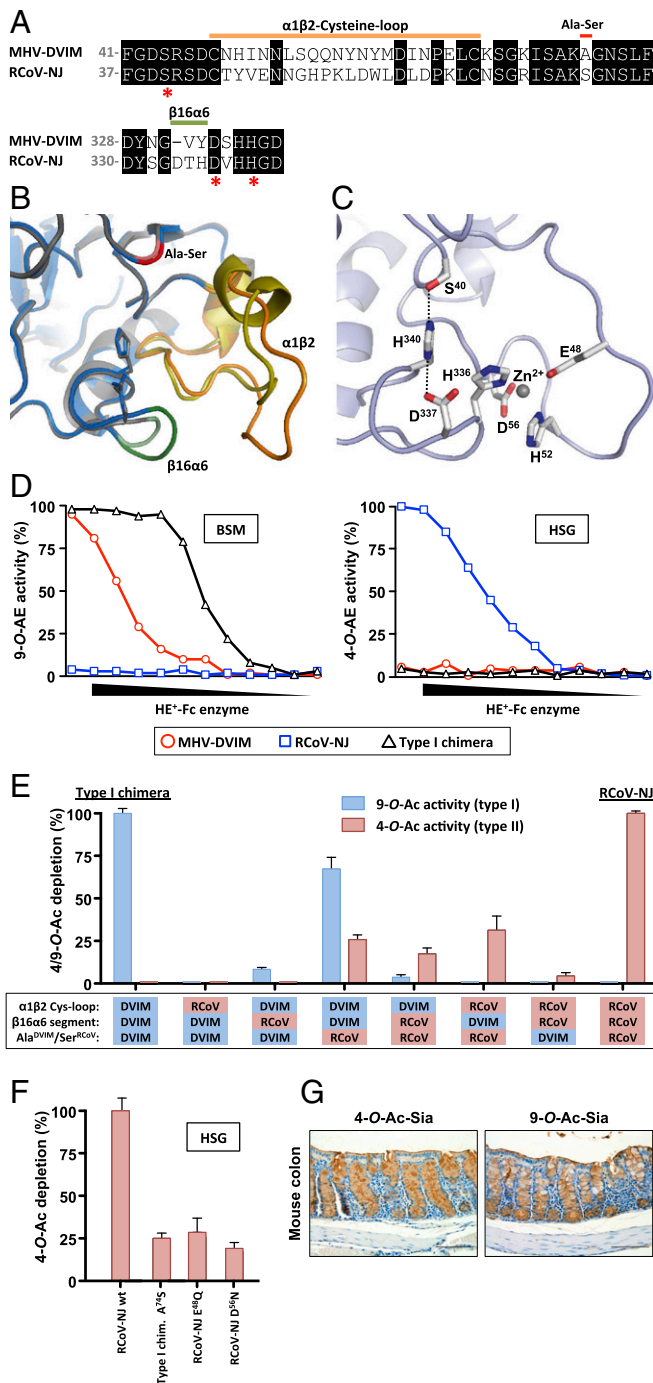 A
α1β2-Cysteine-loop
Ala-Ser
MHV-DVIM 41- FGDSRSDCNHINNLSQQNYNYMDINPELCKSGKISAKAGNSLF
RCoV-NJ 37- FGDSRSDCTYVENNGHPKLDWLDLDPKLCNSGKISAKSGNSLF
*
β16α6
MHV-DVIM 328- DYNG-VYDSHHGD
RCoV-NJ 330- DYSGDTHDVHHGD
* *
B
Ala-Ser
α1β2
β16α6
C
S40
H340
E48
H336
Zn2+
D337
D56
H52
D
9-O-AE activity (%)
100
75
50
25
0
BSM
HE+-Fc enzyme
4-O-AE activity (%)
100
75
50
25
0
HSG
HE+-Fc enzyme
MHV-DVIM RCoV-NJ Type I chimera
E
Type I chimera
RCoV-NJ
9-O-Ac activity (type I)
4-O-Ac activity (type II)
4/9-O-Ac depletion (%)
100
75
50
25
0
α1β2 Cys-loop: DVIM RCoV DVIM DVIM DVIM RCoV RCoV RCoV
β16α6 segment: DVIM DVIM RCoV DVIM RCoV DVIM RCoV RCoV
AlaDVIM/SerRCoV: DVIM DVIM DVIM RCoV RCoV RCoV DVIM RCoV
F
4-O-Ac depletion (%)
100
75
50
25
0
HSG
RCoV-NJ wt
Type I chim. A74S
RCoV-NJ E48Q
RCoV-NJ D56N
G
4-O-Ac-Sia
9-O-Ac-Sia
Mouse colon